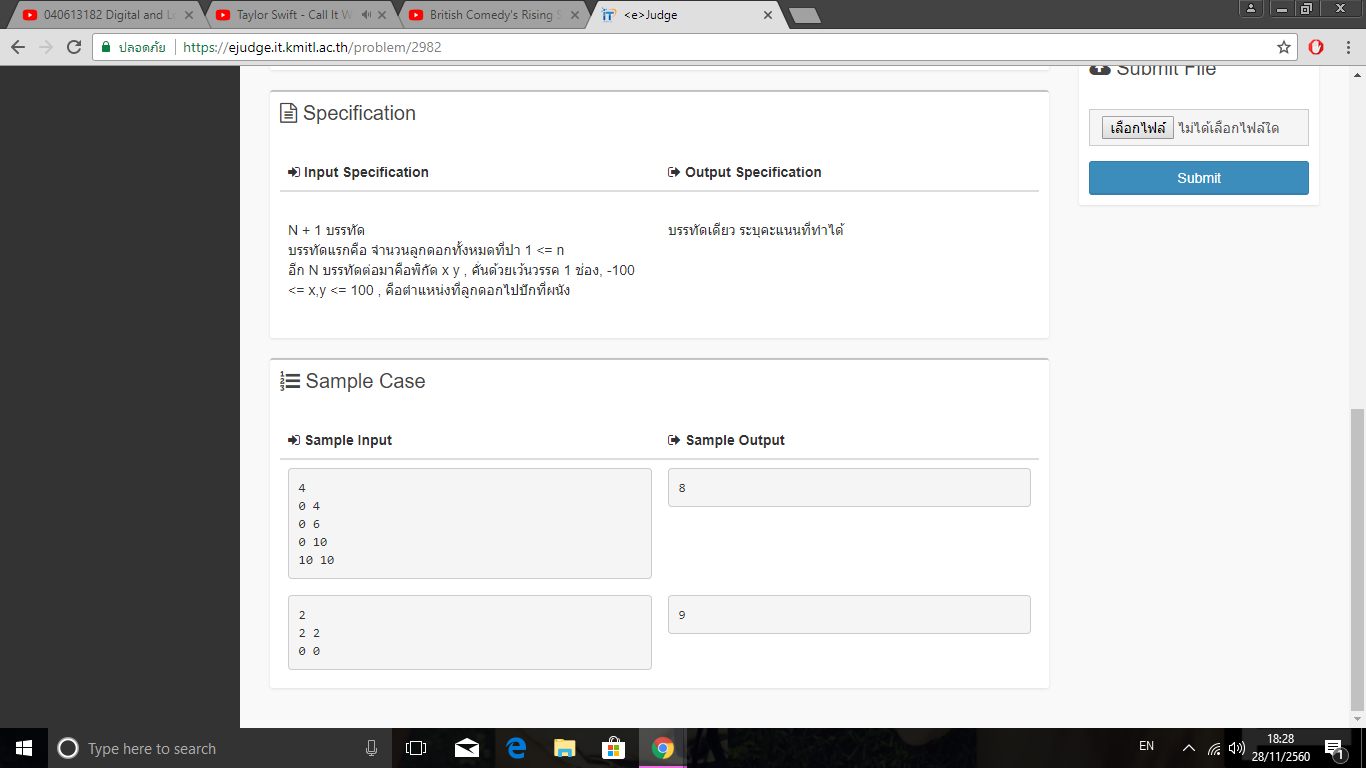 040613182 Digital and Lo
Taylor Swift - Call It W
British Comedy's Rising S
<e>Judge
ปลอดภัย
https://ejudge.it.kmitl.ac.th/problem/2982
Submit File
เลือกไฟล์ ไม่ได้เลือกไฟล์ใด
Submit
Specification
Input Specification
Output Specification
N + 1 บรรทัด
บรรทัดแรกคือ จำนวนลูกดอกทั้งหมดที่ปา 1 <= n
อีก N บรรทัดต่อมาคือพิกัด x y , คั่นด้วยเว้นวรรค 1 ช่อง, -100
<= x,y <= 100 , คือตำแหน่งที่ลูกดอกไปปักที่ผนัง
บรรทัดเดียว ระบุคะแนนที่ทำได้
Sample Case
Sample Input
Sample Output
4
0 4
0 6
0 10
10 10
8
2
2 2
0 0
9
Type here to search
EN
18:28
28/11/2560
1